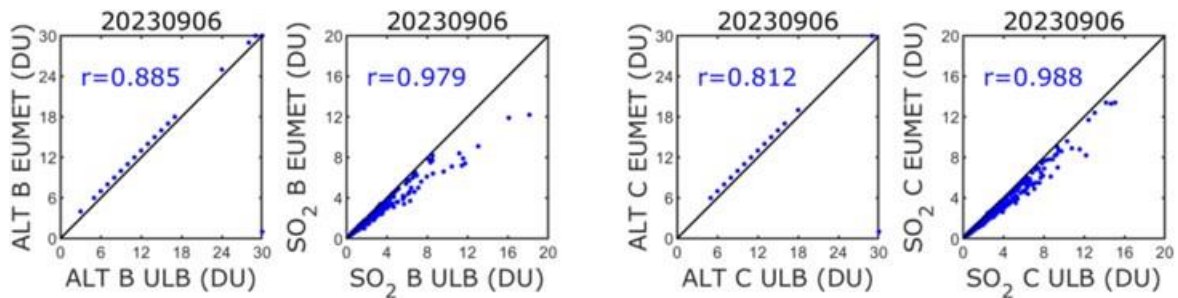 20230906
ALT B EUMET (DU)
30
24
18
12
6
0
r=0.885
0 6 12 18 24 30
ALT B ULB (DU)
20230906
SO₂ B EUMET (DU)
20
16
12
8
4
0
r=0.979
0 4 8 12 16 20
SO₂ B ULB (DU)
20230906
ALT C EUMET (DU)
30
24
18
12
6
0
r=0.812
0 6 12 18 24 30
ALT C ULB (DU)
20230906
SO₂ C EUMET (DU)
20
16
12
8
4
0
r=0.988
0 4 8 12 16 20
SO₂ C ULB (DU)